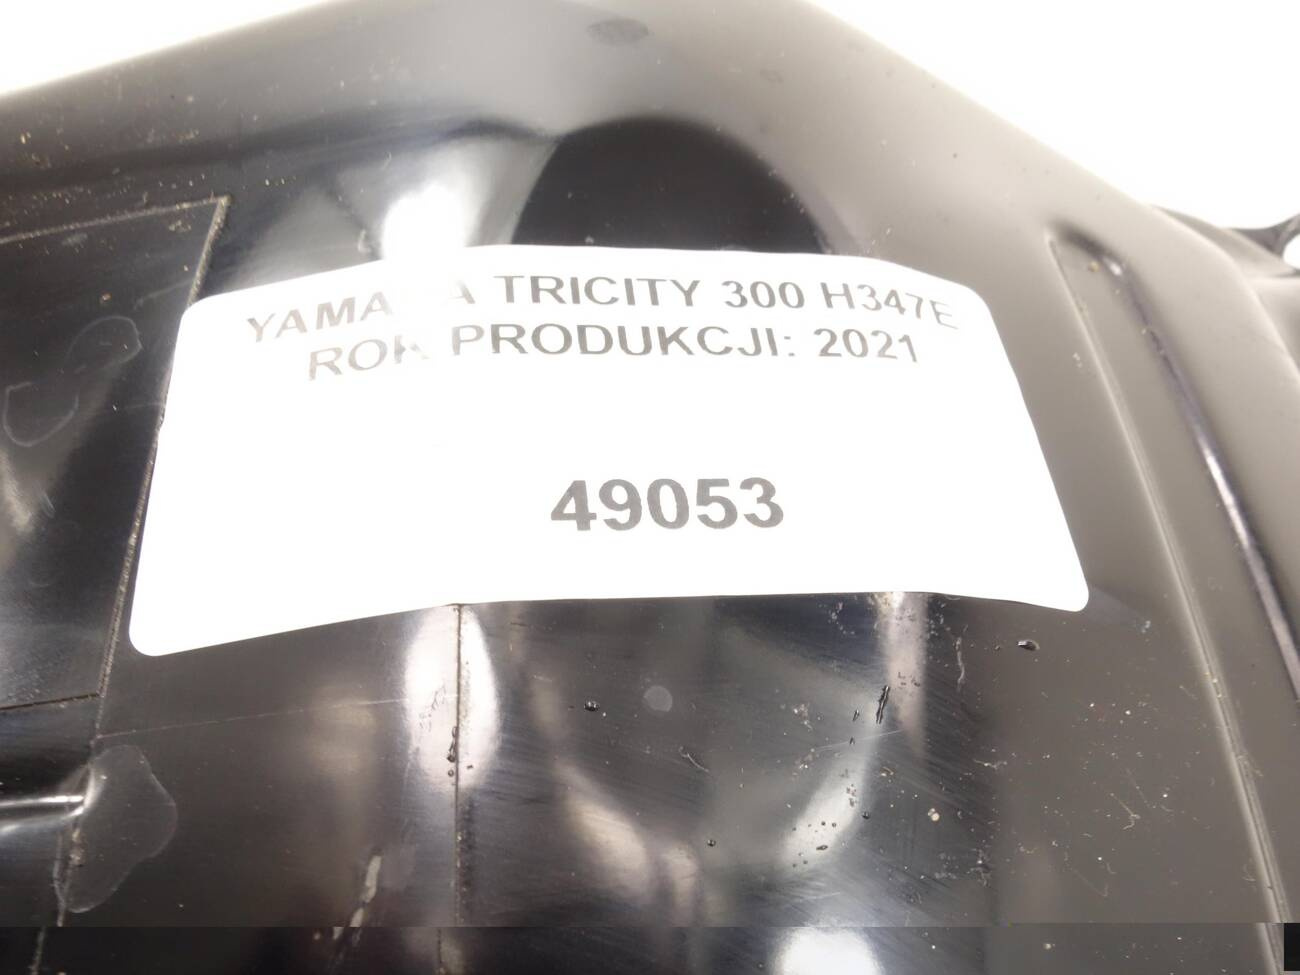 YAMAHA TRICITY 300 H347E
ROK PRODUKCJI: 2021
49053